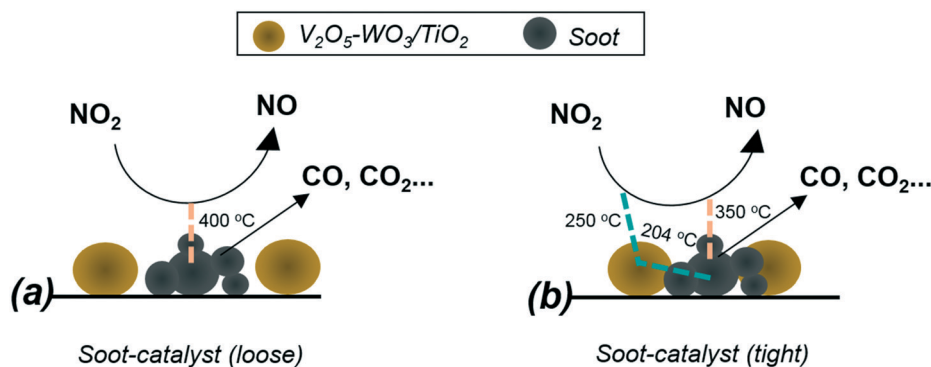 V₂O₅-WO₃/TiO₂ Soot
NO₂ NO
CO, CO₂...
400 °C
(a)
Soot-catalyst (loose)
NO₂ NO
CO, CO₂...
250 °C 204 °C 350 °C
(b)
Soot-catalyst (tight)